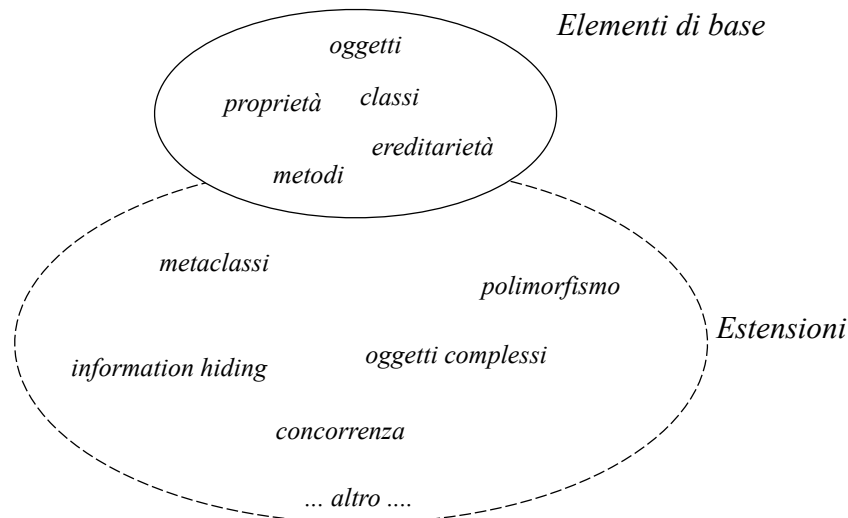 Elementi di base
oggetti
classi
proprietà
ereditarietà
metodi
metaclassi
polimorfismo
Estensioni
oggetti complessi
information hiding
concorrenza
... altro ....